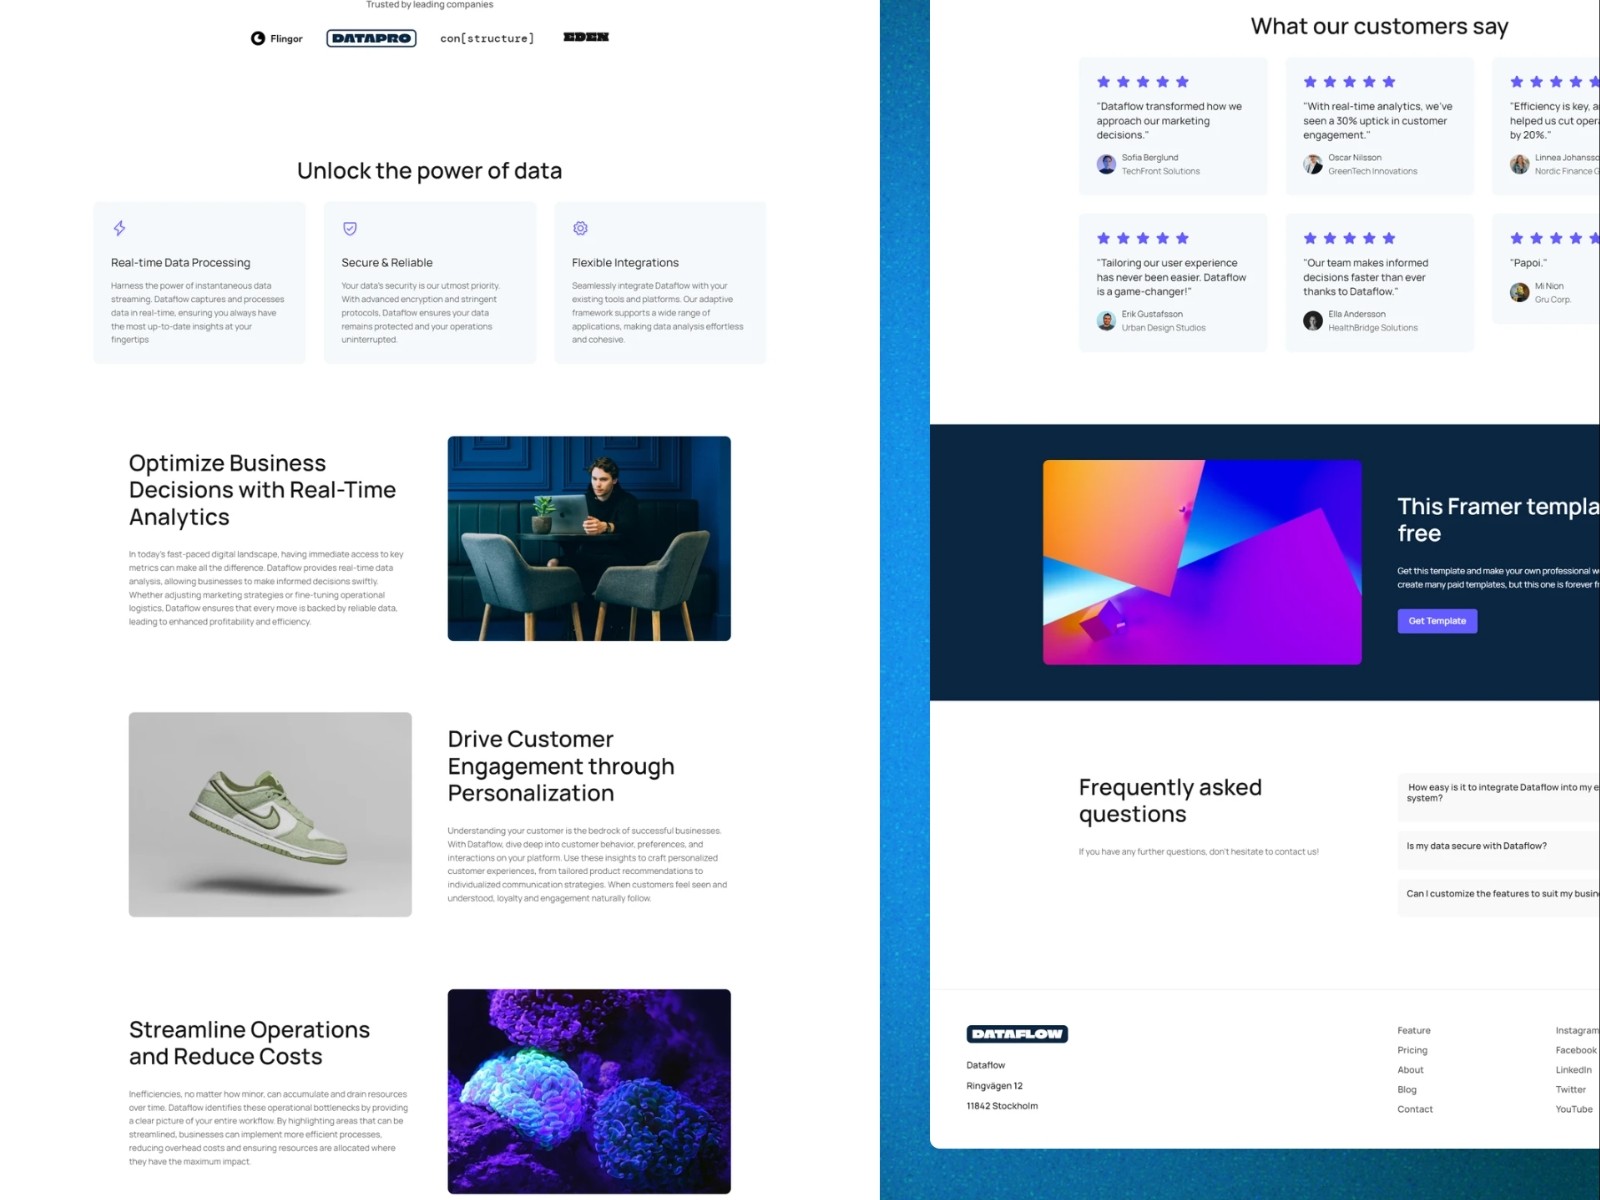 Trusted by leading companies
Flingor
DATAPRO
con[structure]
EDEN
Unlock the power of data
Real-time Data Processing
Harness the power of instantaneous data
streaming. Dataflow captures and processes
data in real-time, ensuring you always have
the most up-to-date insights at your
fingertips
Secure & Reliable
Your data's security is our utmost priority.
With advanced encryption and stringent
protocols, Dataflow ensures your data
remains protected and your operations
uninterrupted.
Flexible Integrations
Seamlessly integrate Dataflow with your
existing tools and platforms. Our adaptive
framework supports a wide range of
applications, making data analysis effortless
and cohesive.
Optimize Business
Decisions with Real-Time
Analytics
In today's fast-paced digital landscape, having immediate access to key
metrics can make all the difference. Dataflow provides real-time data
analysis, allowing businesses to make informed decisions swiftly.
Whether adjusting marketing strategies or fine-tuning operational
logistics, Dataflow ensures that every move is backed by reliable data,
leading to enhanced profitability and efficiency.
Drive Customer
Engagement through
Personalization
Understanding your customer is the bedrock of successful businesses.
With Dataflow, dive deep into customer behavior, preferences, and
interactions on your platform. Use these insights to craft personalized
customer experiences, from tailored product recommendations to
individualized communication strategies. When customers feel seen and
understood, loyalty and engagement naturally follow.
Streamline Operations
and Reduce Costs
Inefficiencies, no matter how minor, can accumulate and drain resources
over time. Dataflow identifies these operational bottlenecks by providing
a clear picture of your entire workflow. By highlighting areas that can be
streamlined, businesses can implement more efficient processes,
reducing overhead costs and ensuring resources are allocated where
they have the maximum impact.
What our customers say
"Dataflow transformed how we
approach our marketing
decisions."
Sofia Berglund
TechFront Solutions
"With real-time analytics, we've
seen a 30% uptick in customer
engagement."
Oscar Nilsson
GreenTech Innovations
"Efficiency is key, a
helped us cut oper
by 20%."
Linnea Johansso
Nordic Finance G
"Tailoring our user experience
has never been easier. Dataflow
is a game-changer!"
Erik Gustafsson
Urban Design Studios
"Our team makes informed
decisions faster than ever
thanks to Dataflow."
Ella Andersson
HealthBridge Solutions
"Papoi."
Mi Nion
Gru Corp.
This Framer templa
free
Get this template and make your own professional w
create many paid templates, but this one is forever fr
Get Template
Frequently asked
questions
If you have any further questions, don't hesitate to contact us!
How easy is it to integrate Dataflow into my e
system?
Is my data secure with Dataflow?
Can I customize the features to suit my busin
DATAFLOW
Dataflow
Ringvägen 12
11842 Stockholm
Feature
Pricing
About
Blog
Contact
Instagram
Facebook
LinkedIn
Twitter
YouTube